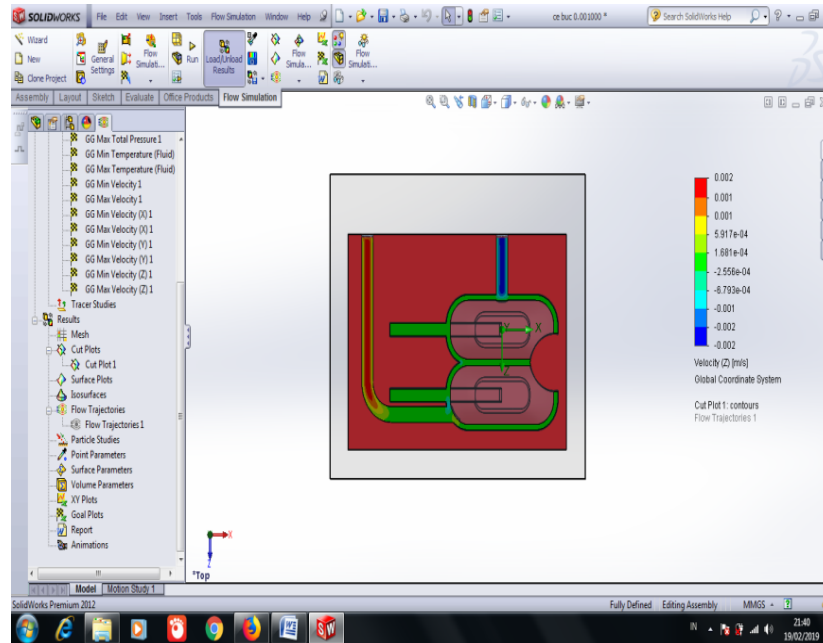 SOLIDWORKS File Edit View Insert Tools Flow Simulation Window Help ce buc 0.001000 * Search SolidWorks Help
Wizard
New
Clone Project
General Settings
Flow Simulati...
Run
Load/Unload Results
Flow Simula...
Flow Simulati...
Assembly Layout Sketch Evaluate Office Products Flow Simulation
GG Max Total Pressure 1
GG Min Temperature (Fluid)
GG Max Temperature (Fluid)
GG Min Velocity 1
GG Max Velocity 1
GG Min Velocity (X) 1
GG Max Velocity (X) 1
GG Min Velocity (Y) 1
GG Max Velocity (Y) 1
GG Min Velocity (Z) 1
GG Max Velocity (Z) 1
Tracer Studies
Results
Mesh
Cut Plots
Cut Plot 1
Surface Plots
Isosurfaces
Flow Trajectories
Flow Trajectories 1
Particle Studies
Point Parameters
Surface Parameters
Volume Parameters
XY Plots
Goal Plots
Report
Animations
Y X
Z
0.002
0.001
0.001
5.917e-04
1.681e-04
-2.556e-04
-6.793e-04
-0.001
-0.002
-0.002
Velocity (Z) [m/s]
Global Coordinate System
Cut Plot 1: contours
Flow Trajectories 1
X
Z
*Top
Model Motion Study 1
SolidWorks Premium 2012 Fully Defined Editing Assembly MMGS
IN 21:40
19/02/2019